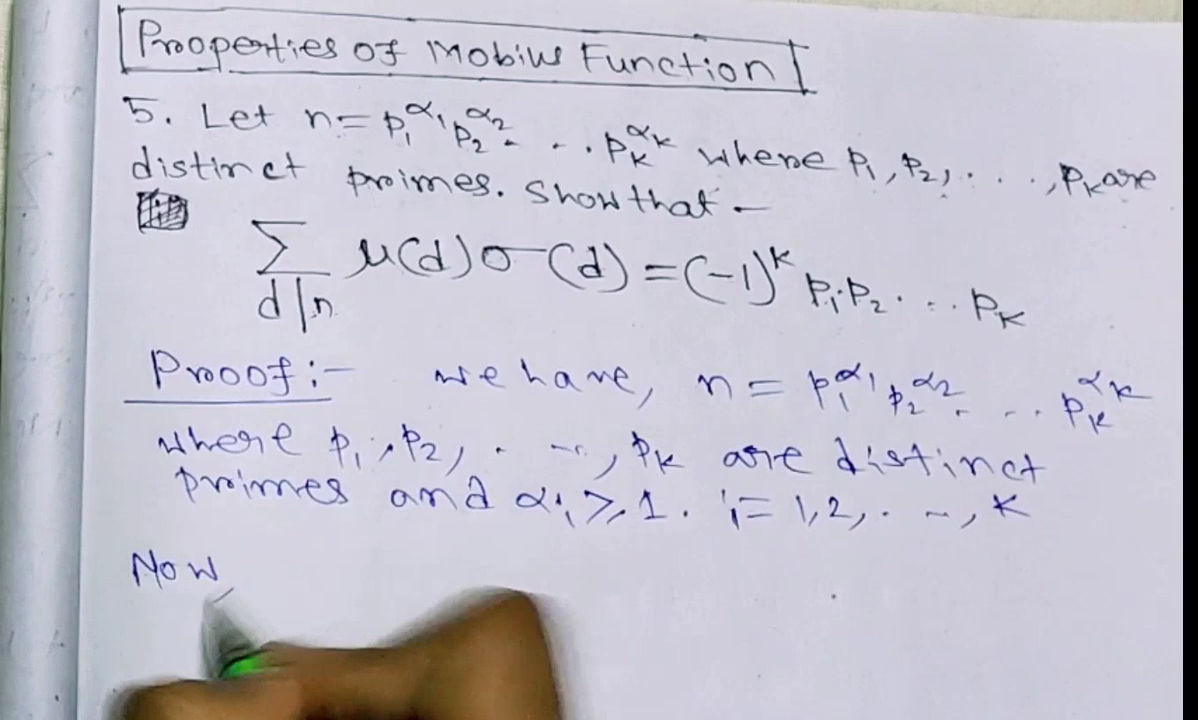 Properties of Mobius Function
5. Let n = p₁^α₁ p₂^α₂ . . . pₖ^αₖ where p₁, p₂, . . . , pₖ are
distinct primes. Show that -
∑_{d|n} μ(d)σ(d) = (-1)^k p₁.p₂. . . . pₖ
Proof:- we have, n = p₁^α₁ p₂^α₂ . . . pₖ^αₖ
where p₁, p₂, . . . , pₖ are distinct
primes and αᵢ ≥ 1. i = 1, 2, . . , k
Now,